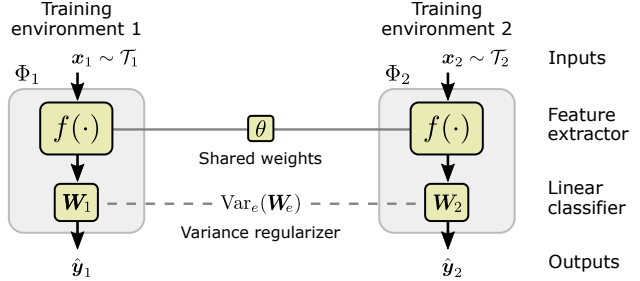 Training
environment 1
Training
environment 2
x₁ ~ 𝒯₁
x₂ ~ 𝒯₂
Inputs
Φ₁
Φ₂
f(·)
θ
f(·)
Feature
extractor
Shared weights
W₁
Varₑ(Wₑ)
W₂
Linear
classifier
Variance regularizer
ŷ₁
ŷ₂
Outputs